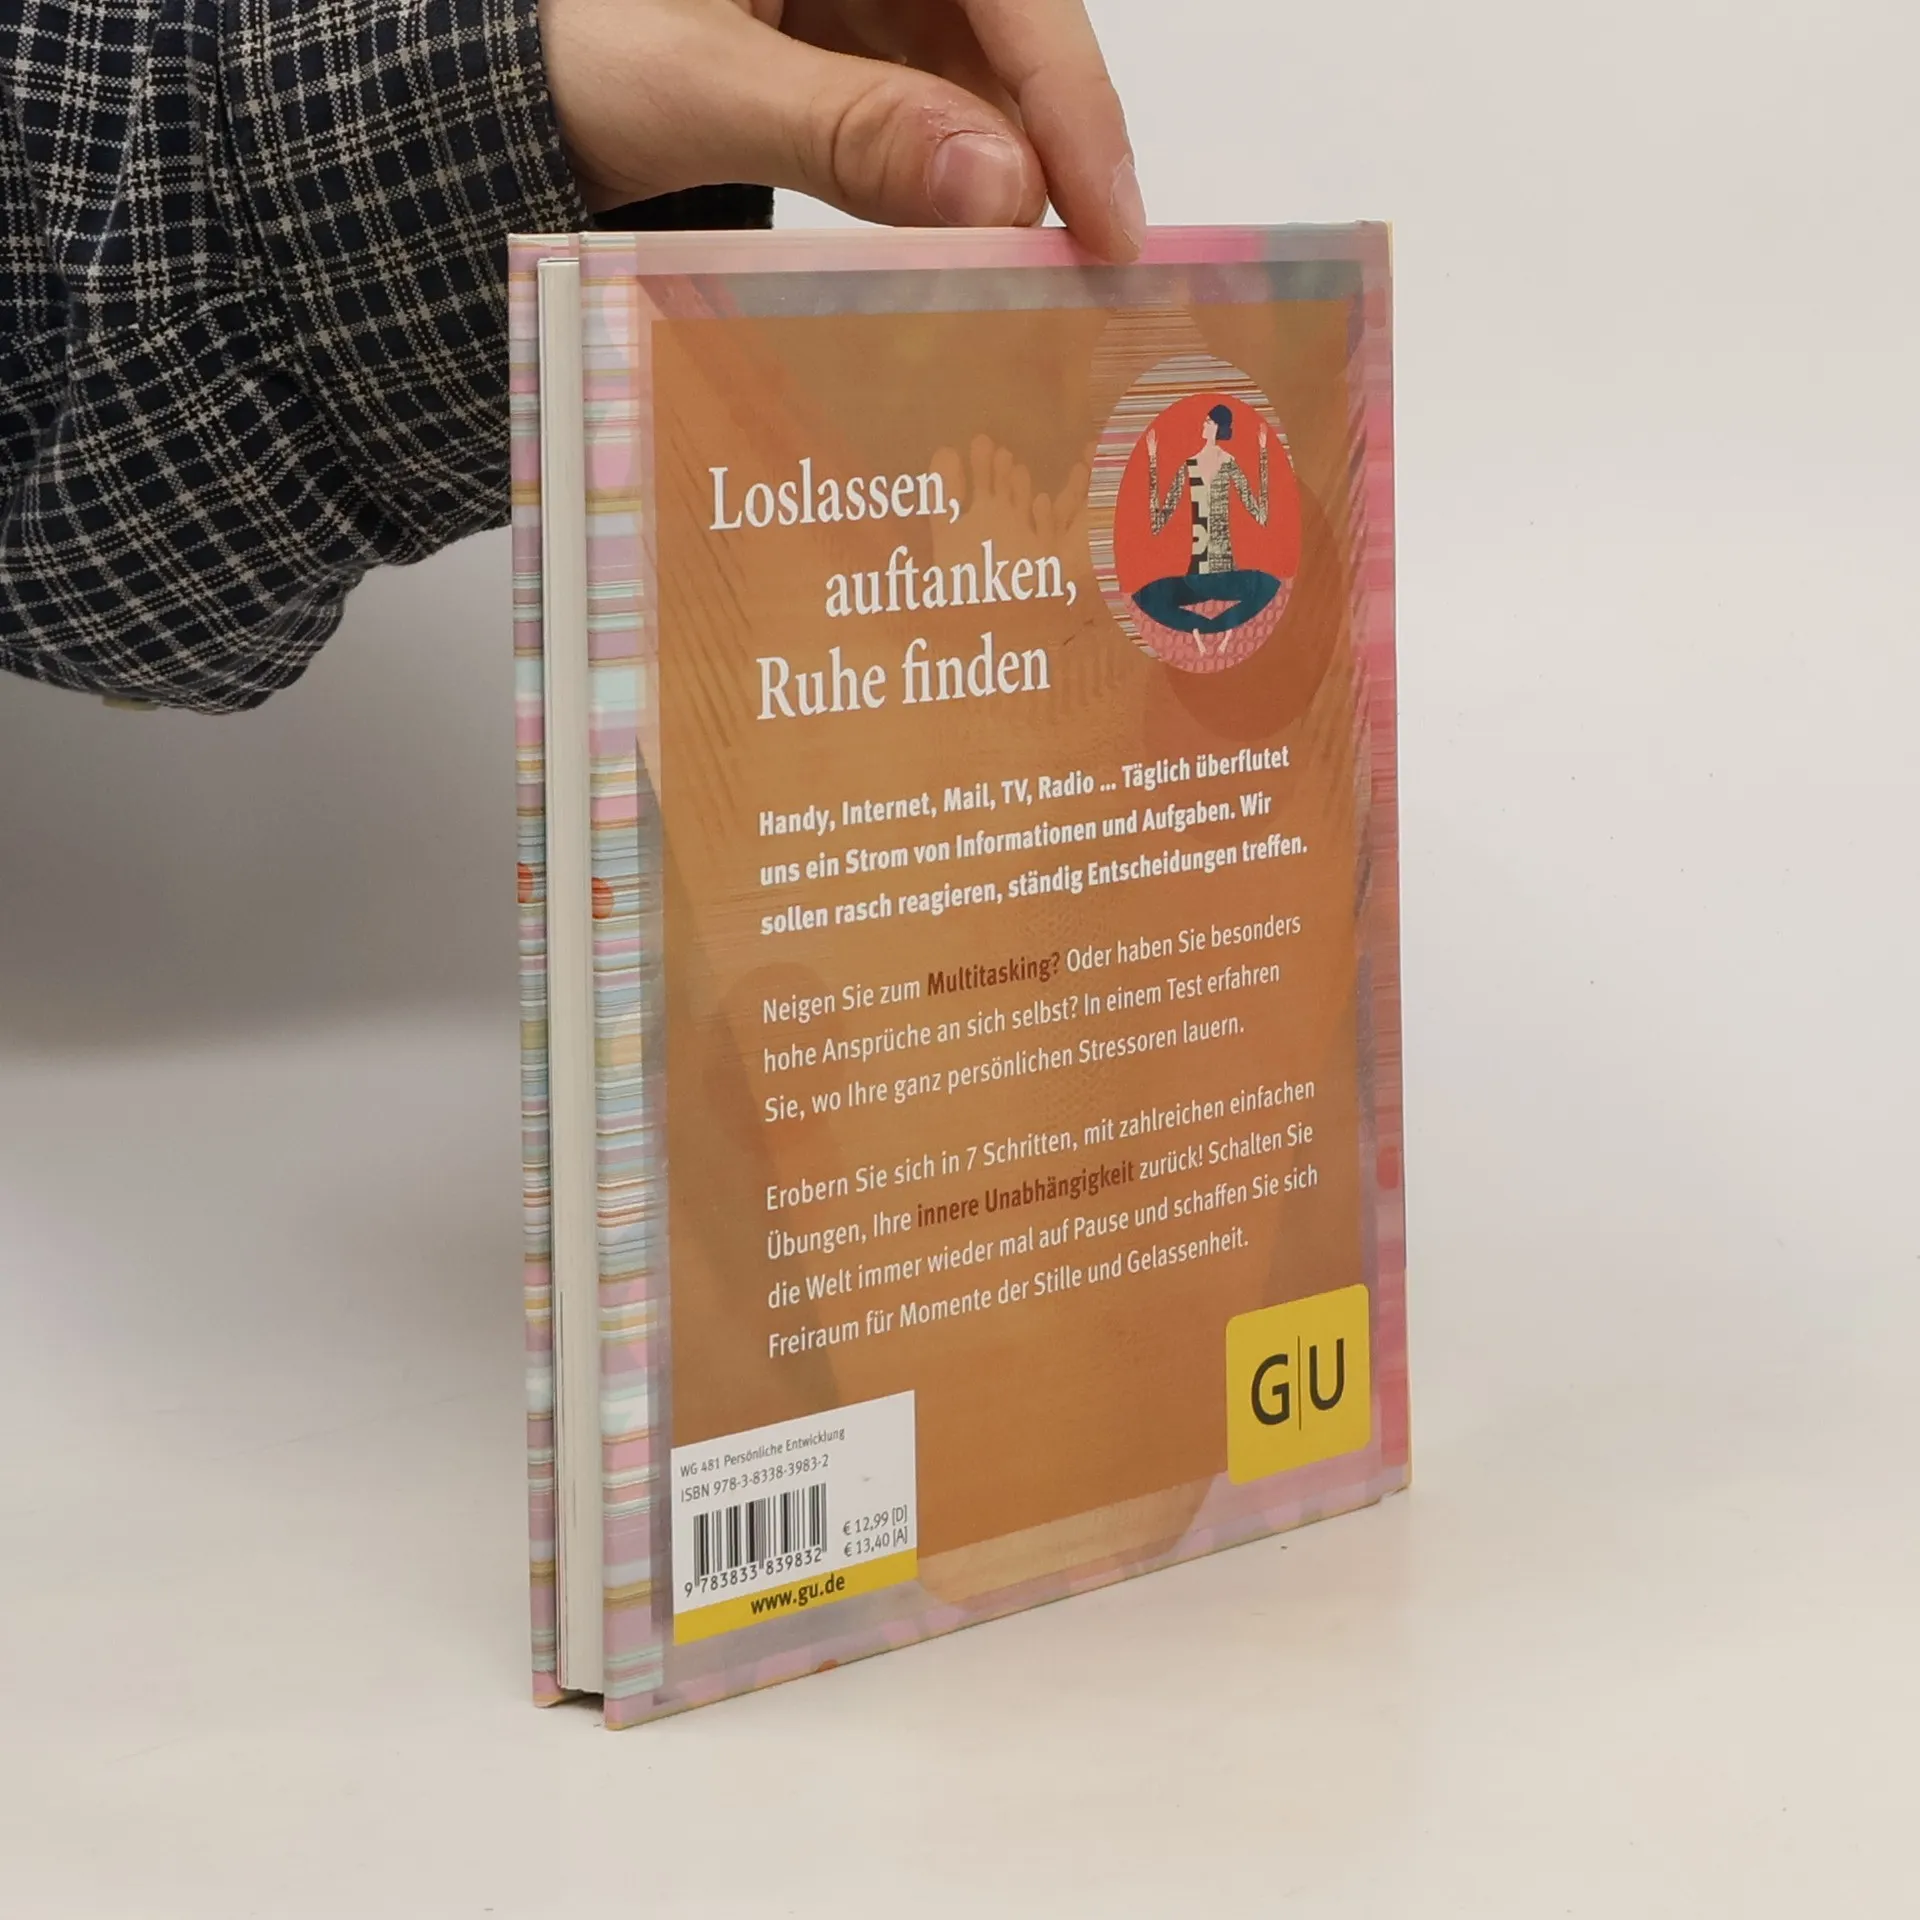 Loslassen,
auftanken,
Ruhe finden
Handy, Internet, Mail, TV, Radio ... Täglich überflutet
uns ein Strom von Informationen und Aufgaben. Wir
sollen rasch reagieren, ständig Entscheidungen treffen.
Neigen Sie zum Multitasking? Oder haben Sie besonders
hohe Ansprüche an sich selbst? In einem Test erfahren
Sie, wo Ihre ganz persönlichen Stressoren lauern.
Erobern Sie sich in 7 Schritten, mit zahlreichen einfachen
Übungen, Ihre innere Unabhängigkeit zurück! Schalten Sie
die Welt immer wieder mal auf Pause und schaffen Sie sich
Freiraum für Momente der Stille und Gelassenheit.
G|U
WG 481 Persönliche Entwicklung
ISBN 978-3-8338-3983-2
€ 12,99 [D]
€ 13,40 [A]
9 783833 839832
www.gu.de